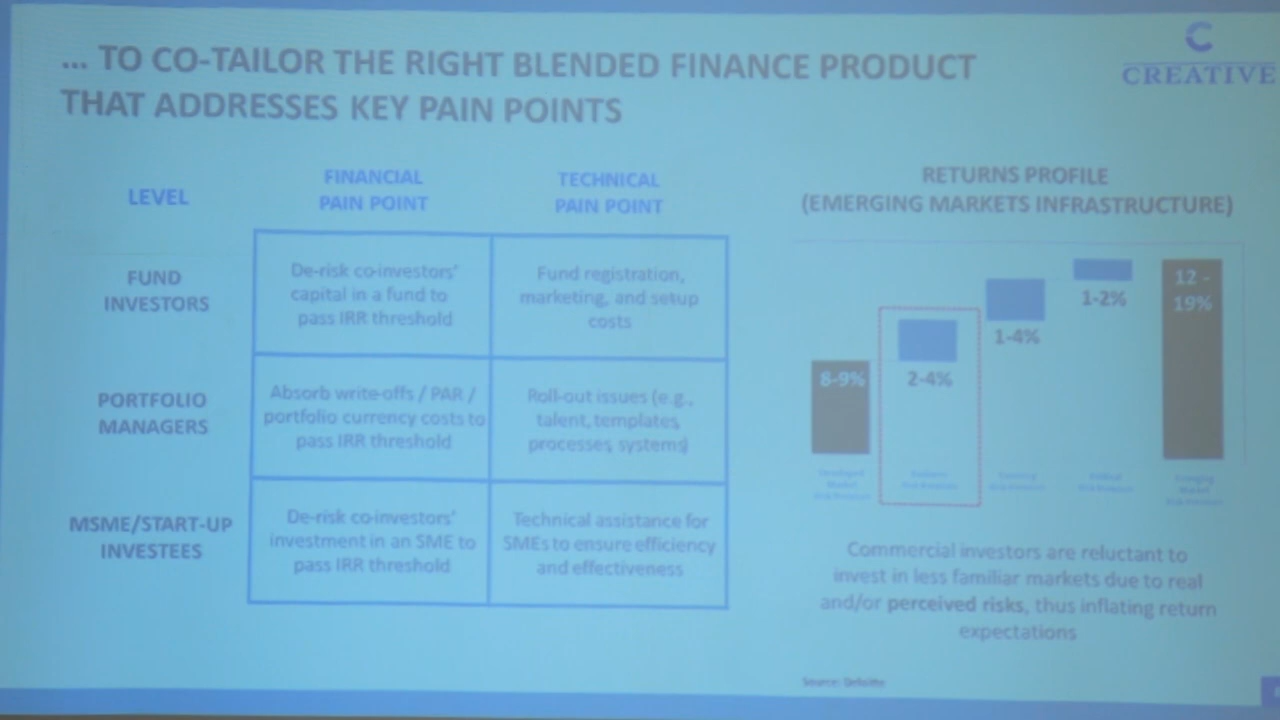 ... TO CO-TAILOR THE RIGHT BLENDED FINANCE PRODUCT
THAT ADDRESSES KEY PAIN POINTS
C
CREATIVE
LEVEL
FINANCIAL
PAIN POINT
TECHNICAL
PAIN POINT
FUND
INVESTORS
De-risk co-investors'
capital in a fund to
pass IRR threshold
Fund registration,
marketing, and setup
costs
PORTFOLIO
MANAGERS
Absorb write-offs / PAR /
portfolio currency costs to
pass IRR threshold
Roll-out issues (e.g.,
talent, templates,
processes, systems)
MSME/START-UP
INVESTEES
De-risk co-investors'
investment in an SME to
pass IRR threshold
Technical assistance for
SMEs to ensure efficiency
and effectiveness
RETURNS PROFILE
(EMERGING MARKETS INFRASTRUCTURE)
8-9%
2-4%
1-4%
1-2%
12 -
19%
Market
Market
Commercial investors are reluctant to
invest in less familiar markets due to real
and/or perceived risks, thus inflating return
expectations
Source: Deloitte